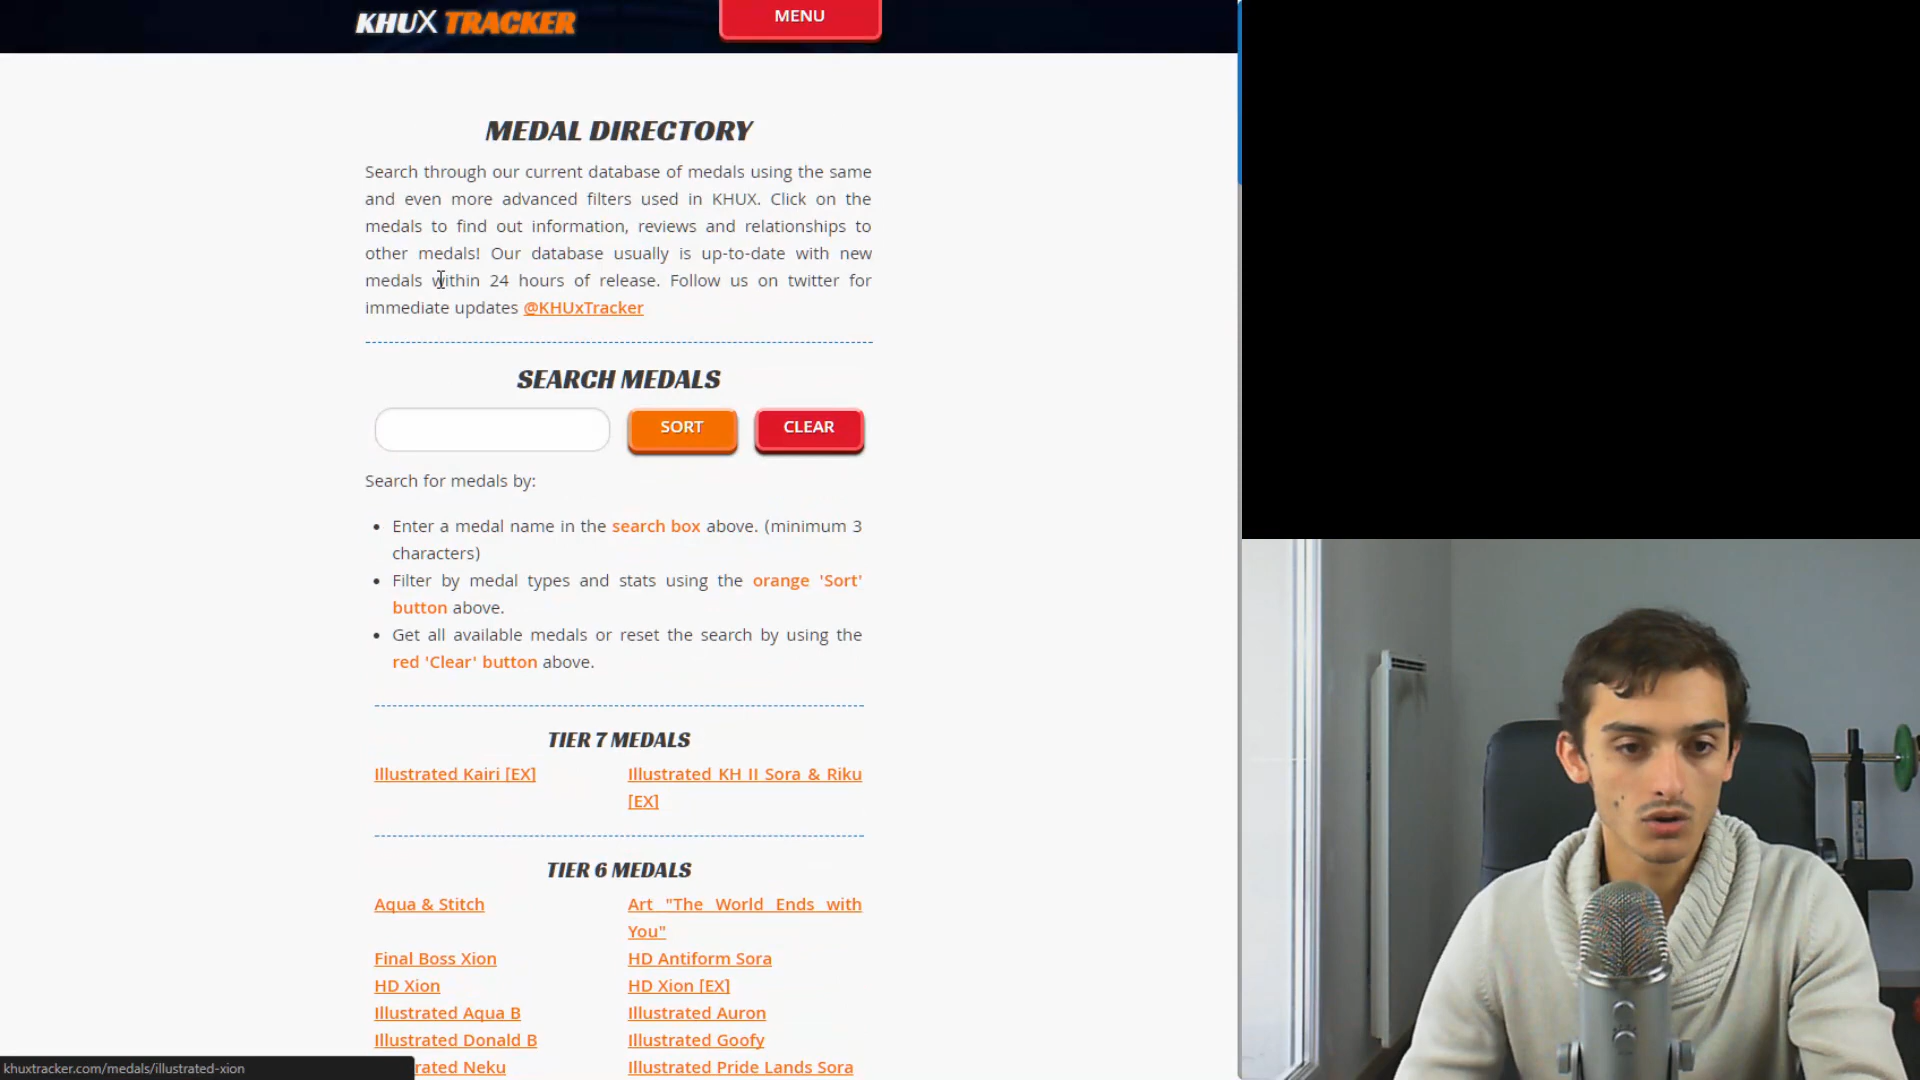 KHUX TRACKER
MENU
MEDAL DIRECTORY
Search through our current database of medals using the same
and even more advanced filters used in KHUX. Click on the
medals to find out information, reviews and relationships to
other medals! Our database usually is up-to-date with new
medals within 24 hours of release. Follow us on twitter for
immediate updates @KHUxTracker
SEARCH MEDALS
SORT
CLEAR
Search for medals by:
• Enter a medal name in the search box above. (minimum 3
characters)
• Filter by medal types and stats using the orange 'Sort'
button above.
• Get all available medals or reset the search by using the
red 'Clear' button above.
TIER 7 MEDALS
Illustrated Kairi [EX]
Illustrated KH II Sora & Riku
[EX]
TIER 6 MEDALS
Aqua & Stitch
Art "The World Ends with
You"
Final Boss Xion
HD Antiform Sora
HD Xion
HD Xion [EX]
Illustrated Aqua B
Illustrated Auron
Illustrated Donald B
Illustrated Goofy
rated Neku
Illustrated Pride Lands Sora
khuxtracker.com/medals/illustrated-xion